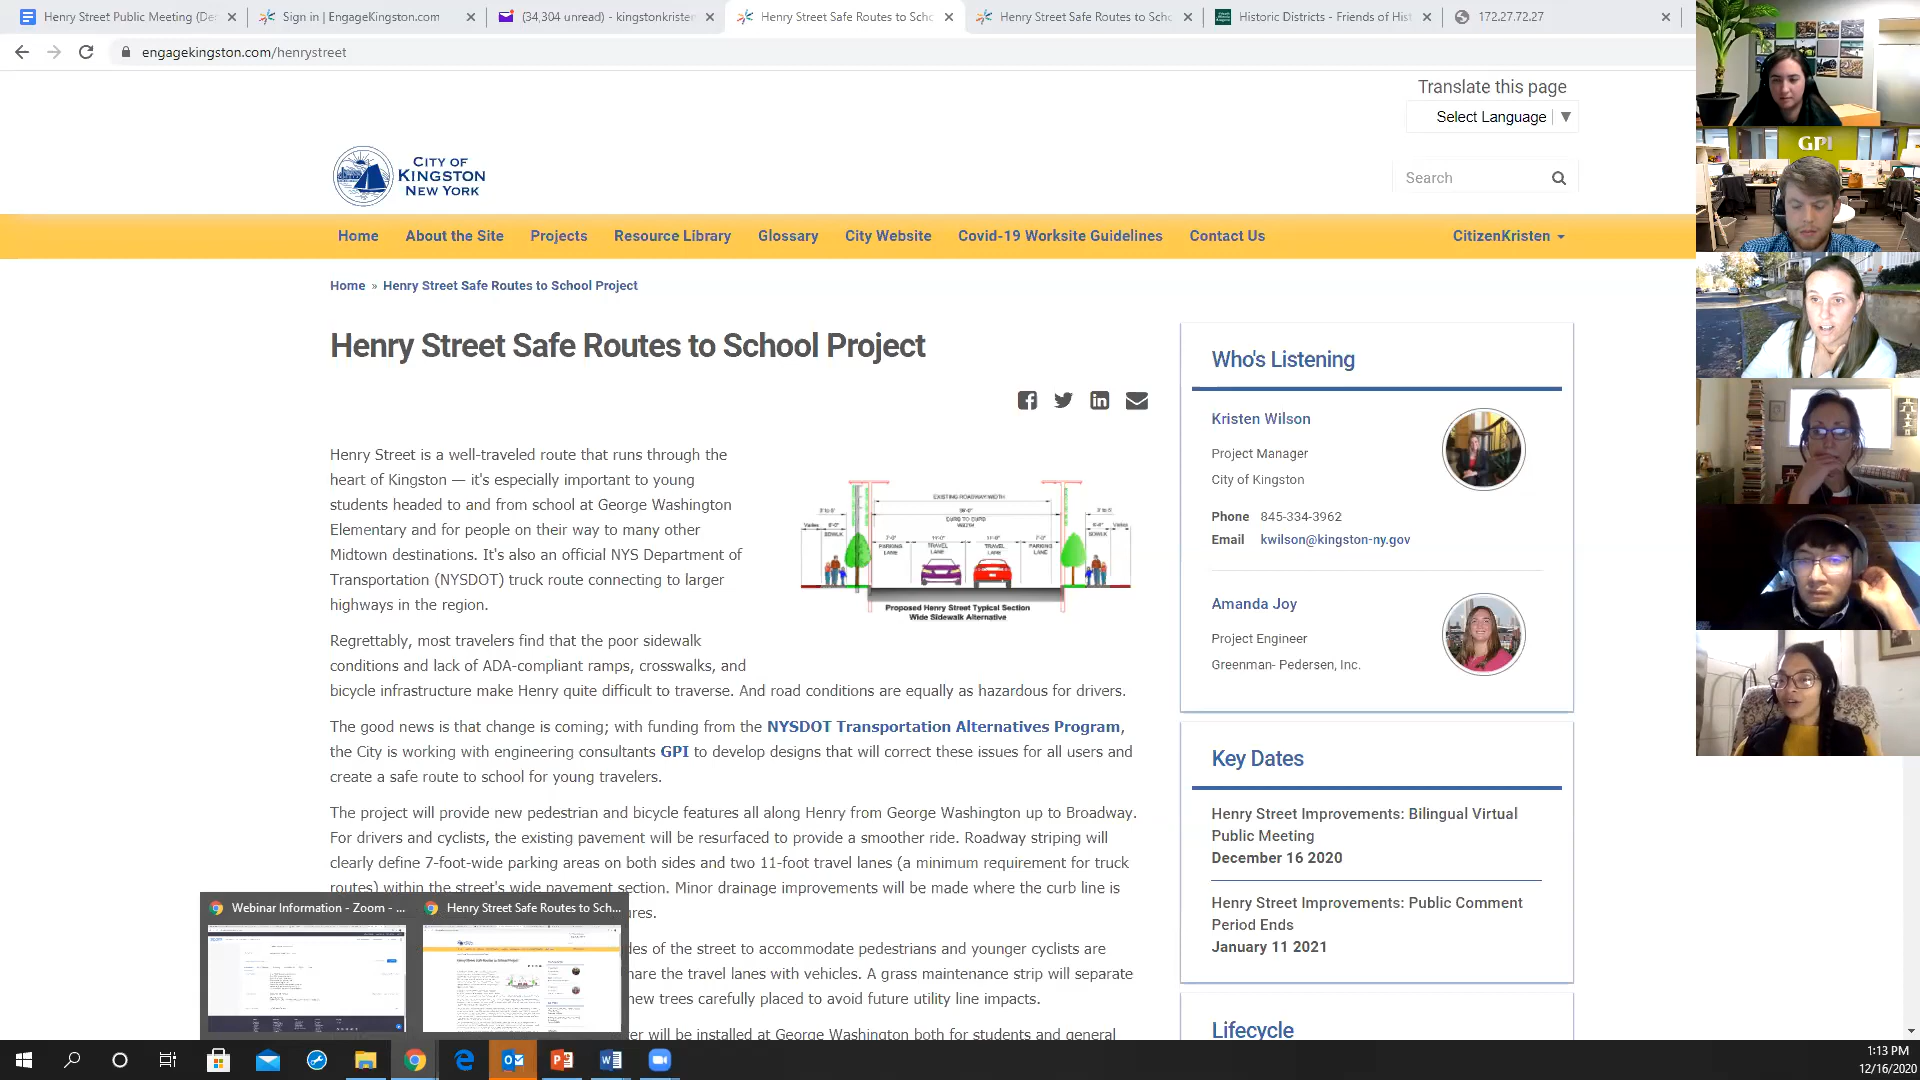 Henry Street Public Meeting (De
Sign in | EngageKingston.com
(34,304 unread) - kingstonkriste
Henry Street Safe Routes to Scho
Henry Street Safe Routes to Scho
Historic Districts - Friends of Hist
172.27.72.27
engagekingston.com/henrystreet
Translate this page
Select Language
CITY OF
KINGSTON
NEW YORK
Search
Home
About the Site
Projects
Resource Library
Glossary
City Website
Covid-19 Worksite Guidelines
Contact Us
CitizenKristen
Home » Henry Street Safe Routes to School Project
Henry Street Safe Routes to School Project
Henry Street is a well-traveled route that runs through the
heart of Kingston — it's especially important to young
students headed to and from school at George Washington
Elementary and for people on their way to many other
Midtown destinations. It's also an official NYS Department of
Transportation (NYSDOT) truck route connecting to larger
highways in the region.
EXISTING ROADWAY WIDTH
CURB TO CURB
WIDTH
PARKING
LANE
TRAVEL
LANE
TRAVEL
LANE
PARKING
LANE
Proposed Henry Street Typical Section
Wide Sidewalk Alternative
Regrettably, most travelers find that the poor sidewalk
conditions and lack of ADA-compliant ramps, crosswalks, and
bicycle infrastructure make Henry quite difficult to traverse. And road conditions are equally as hazardous for drivers.
The good news is that change is coming; with funding from the NYSDOT Transportation Alternatives Program,
the City is working with engineering consultants GPI to develop designs that will correct these issues for all users and
create a safe route to school for young travelers.
The project will provide new pedestrian and bicycle features all along Henry from George Washington up to Broadway.
For drivers and cyclists, the existing pavement will be resurfaced to provide a smoother ride. Roadway striping will
clearly define 7-foot-wide parking areas on both sides and two 11-foot travel lanes (a minimum requirement for truck
routes) within the street's wide pavement section. Minor drainage improvements will be made where the curb line is
ures.
des of the street to accommodate pedestrians and younger cyclists are
hare the travel lanes with vehicles. A grass maintenance strip will separate
new trees carefully placed to avoid future utility line impacts.
er will be installed at George Washington both for students and general
Who's Listening
Kristen Wilson
Project Manager
City of Kingston
Phone 845-334-3962
Email kwilson@kingston-ny.gov
Amanda Joy
Project Engineer
Greenman- Pedersen, Inc.
Key Dates
Henry Street Improvements: Bilingual Virtual
Public Meeting
December 16 2020
Henry Street Improvements: Public Comment
Period Ends
January 11 2021
Lifecycle
GPI
Webinar Information - Zoom - ...
Henry Street Safe Routes to Sch...
1:13 PM
12/16/2020